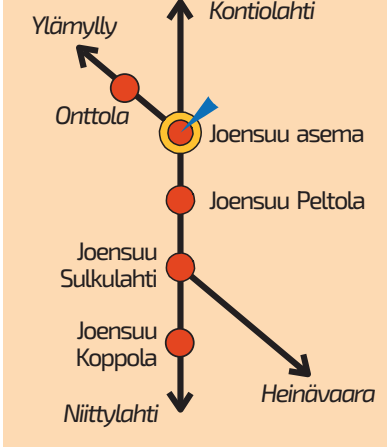 Kontiolahti
Ylämylly
Onttola
Joensuu asema
Joensuu Peltola
Joensuu
Sulkulahti
Joensuu
Koppola
Heinävaara
Niittylahti